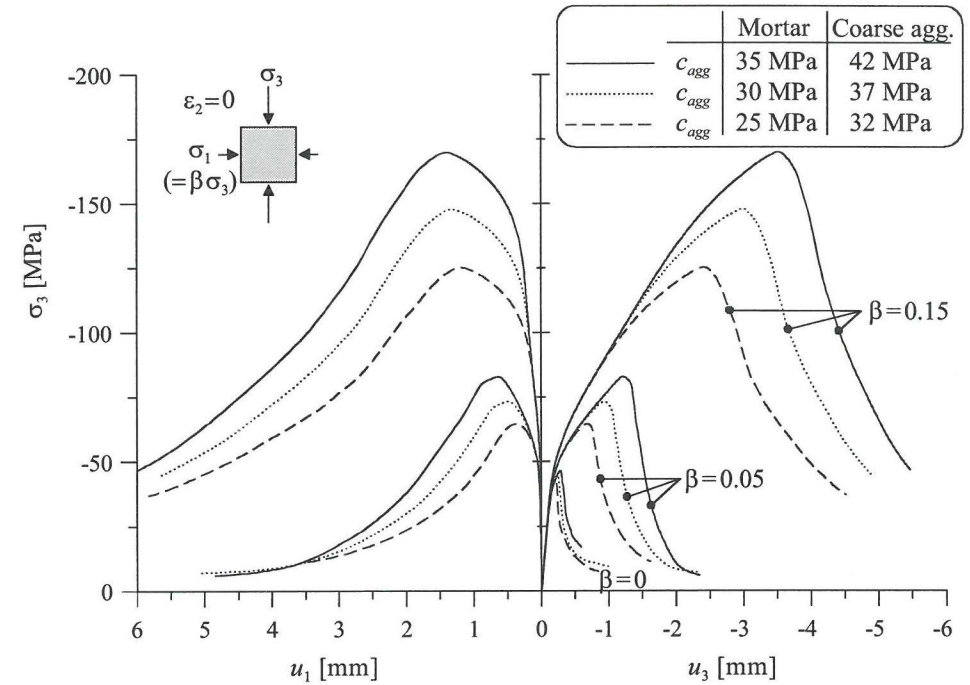 Mortar Coarse agg.
c_agg 35 MPa 42 MPa
c_agg 30 MPa 37 MPa
c_agg 25 MPa 32 MPa
σ₃
ε₂=0
σ₁
(=βσ₃)
σ₃ [MPa]
-200
-150
-100
-50
0
β=0.15
β=0.05
β=0
6 5 4 3 2 1 0 -1 -2 -3 -4 -5 -6
u₁ [mm] u₃ [mm]